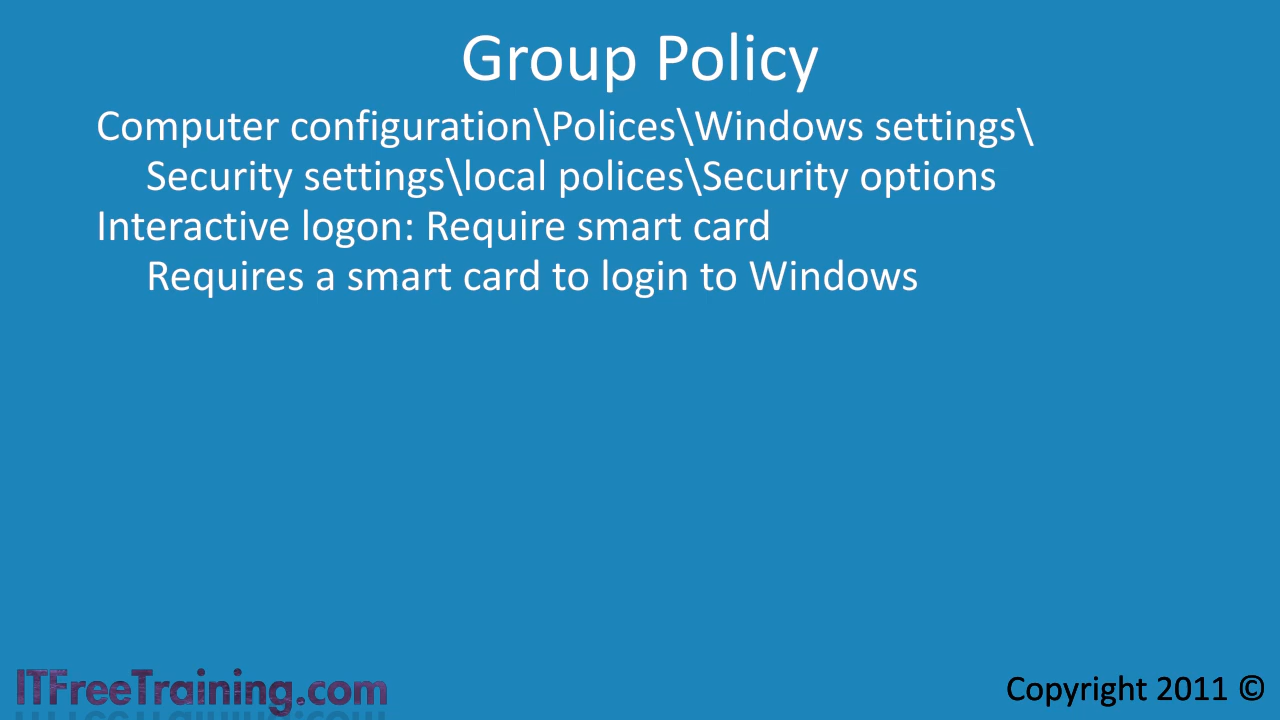 Group Policy
Computer configuration\Polices\Windows settings\
Security settings\local polices\Security options
Interactive logon: Require smart card
Requires a smart card to login to Windows
ITFreeTraining.com
Copyright 2011 ©